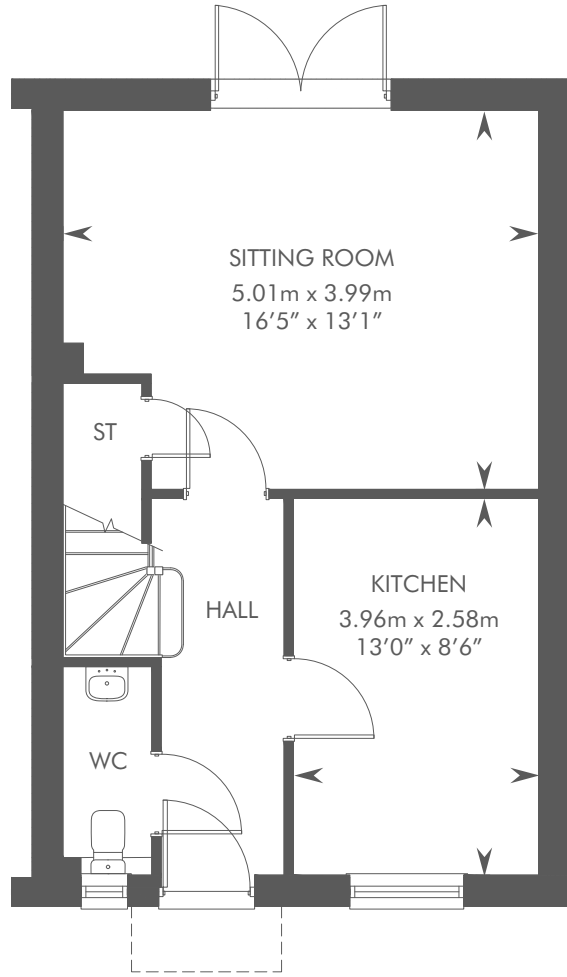 SITTING ROOM
5.01m x 3.99m
16’5” x 13’1”
ST
HALL
KITCHEN
3.96m x 2.58m
13’0” x 8’6”
WC